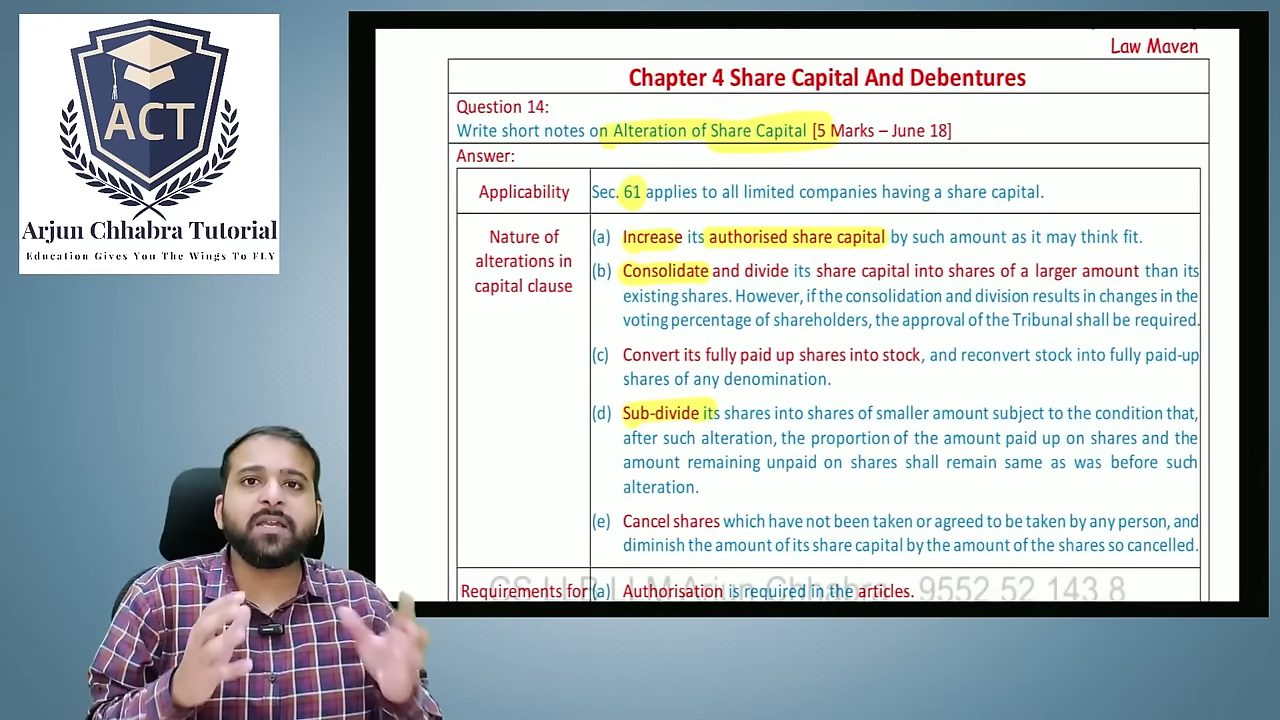 ACT
Arjun Chhabra Tutorial
Education Gives You The Wings To FLY
Law Maven
Chapter 4 Share Capital And Debentures
Question 14:
Write short notes on Alteration of Share Capital [5 Marks – June 18]
Answer:
Applicability
Sec. 61 applies to all limited companies having a share capital.
Nature of
alterations in
capital clause
(a) Increase its authorised share capital by such amount as it may think fit.
(b) Consolidate and divide its share capital into shares of a larger amount than its
existing shares. However, if the consolidation and division results in changes in the
voting percentage of shareholders, the approval of the Tribunal shall be required.
(c) Convert its fully paid up shares into stock, and reconvert stock into fully paid-up
shares of any denomination.
(d) Sub-divide its shares into shares of smaller amount subject to the condition that,
after such alteration, the proportion of the amount paid up on shares and the
amount remaining unpaid on shares shall remain same as was before such
alteration.
(e) Cancel shares which have not been taken or agreed to be taken by any person, and
diminish the amount of its share capital by the amount of the shares so cancelled.
Requirements for
(a) Authorisation is required in the articles.
CS LLB LLM Arjun Chhabra 9552 52 143 8